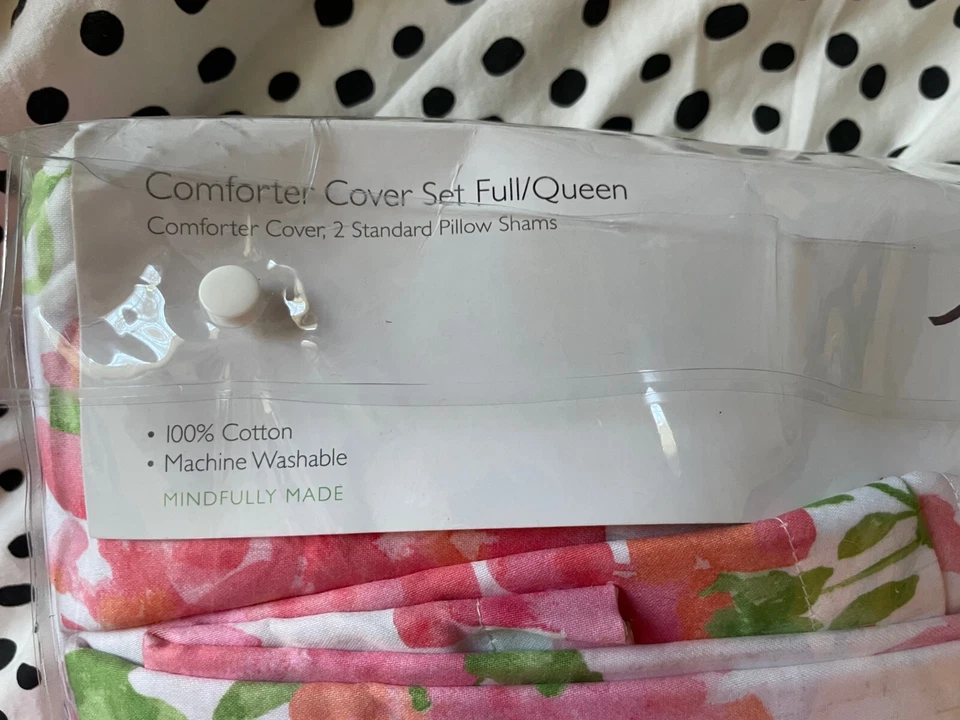 Comforter Cover Set Full/Queen
Comforter Cover, 2 Standard Pillow Shams
• 100% Cotton
• Machine Washable
MINDFULLY MADE